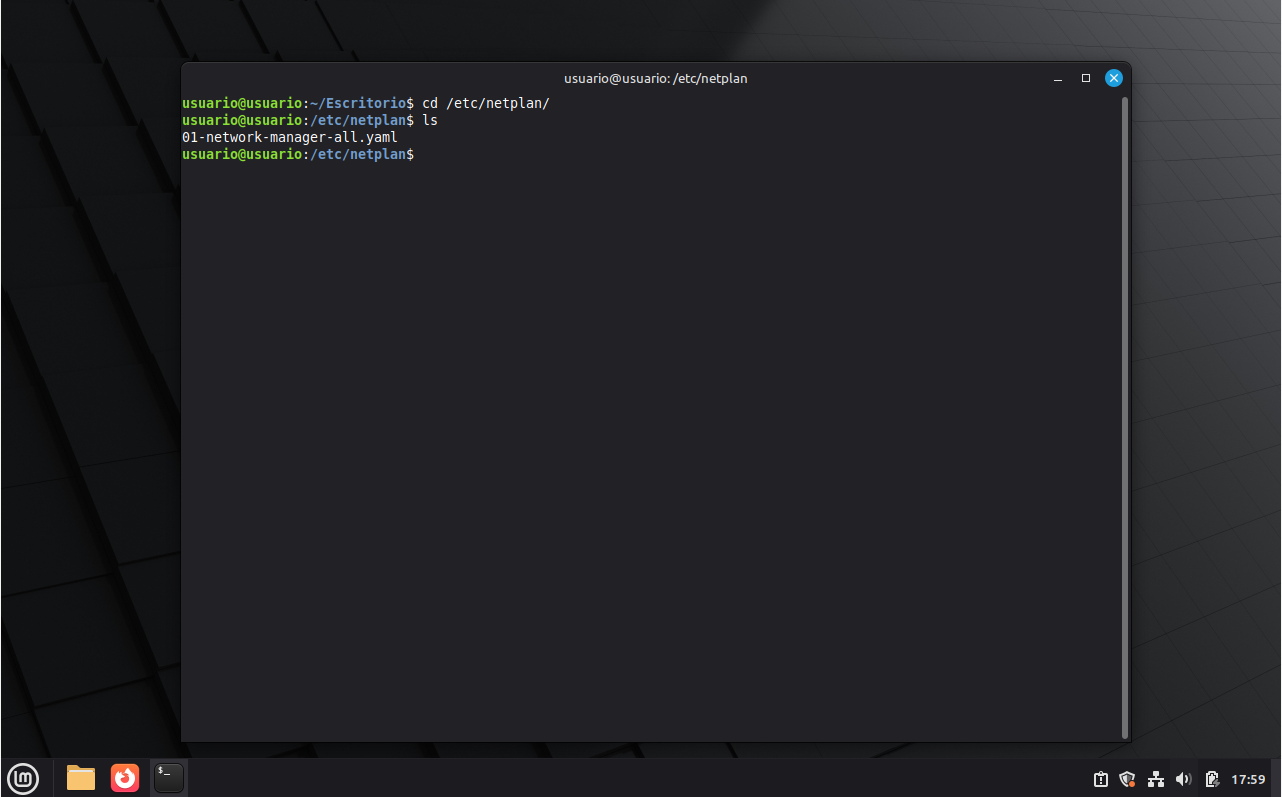 usuario@usuario: /etc/netplan
usuario@usuario:~/Escritorio$ cd /etc/netplan/
usuario@usuario:/etc/netplan$ ls
01-network-manager-all.yaml
usuario@usuario:/etc/netplan$
$_
17:59